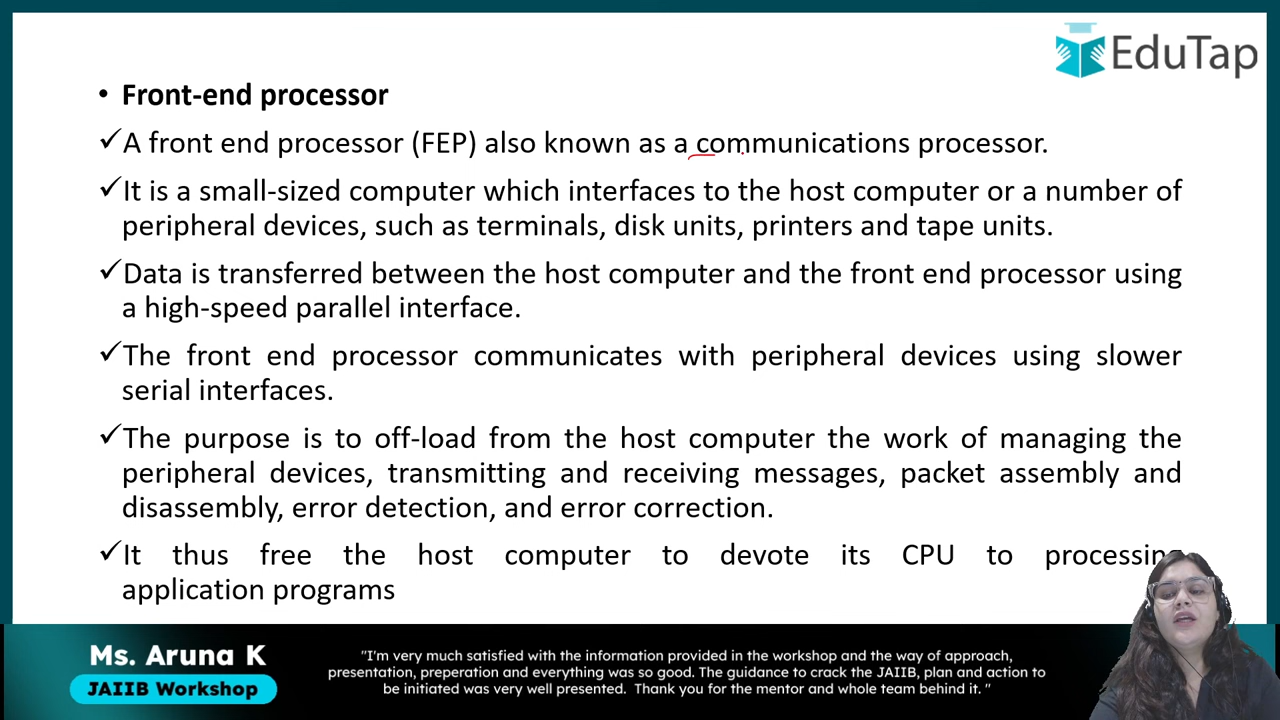 EduTap
• Front-end processor
✓A front end processor (FEP) also known as a communications processor.
✓It is a small-sized computer which interfaces to the host computer or a number of
peripheral devices, such as terminals, disk units, printers and tape units.
✓Data is transferred between the host computer and the front end processor using
a high-speed parallel interface.
✓The front end processor communicates with peripheral devices using slower
serial interfaces.
✓The purpose is to off-load from the host computer the work of managing the
peripheral devices, transmitting and receiving messages, packet assembly and
disassembly, error detection, and error correction.
✓It thus free the host computer to devote its CPU to processing
application programs
Ms. Aruna K
JAIIB Workshop
"I'm very much satisfied with the information provided in the workshop and the way of approach,
presentation, preperation and everything was so good. The guidance to crack the JAIIB, plan and action to
be initiated was very well presented. Thank you for the mentor and whole team behind it. "